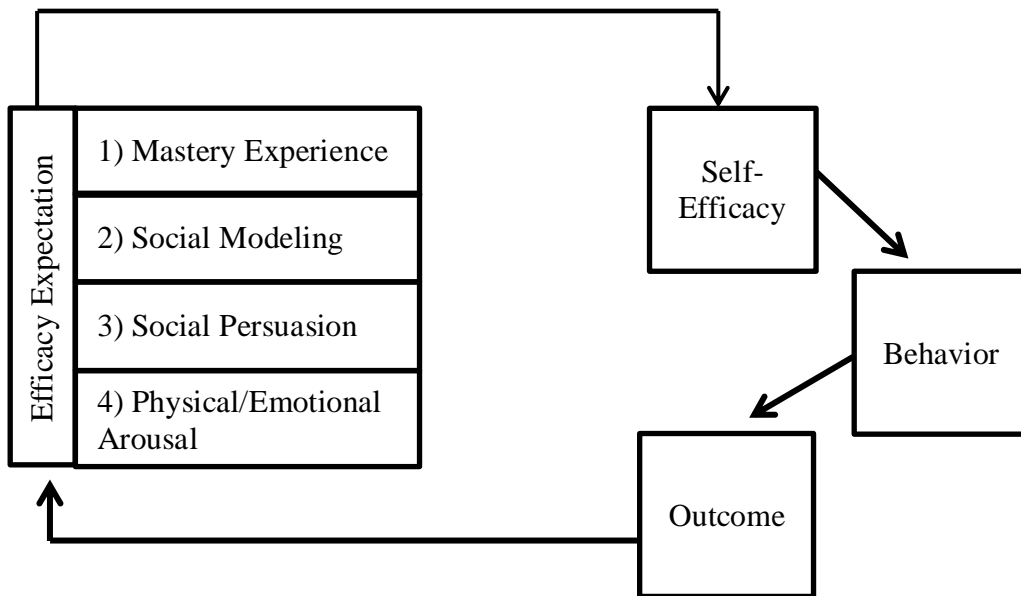 Efficacy Expectation
1) Mastery Experience
2) Social Modeling
3) Social Persuasion
4) Physical/Emotional
Arousal
Self-
Efficacy
Behavior
Outcome